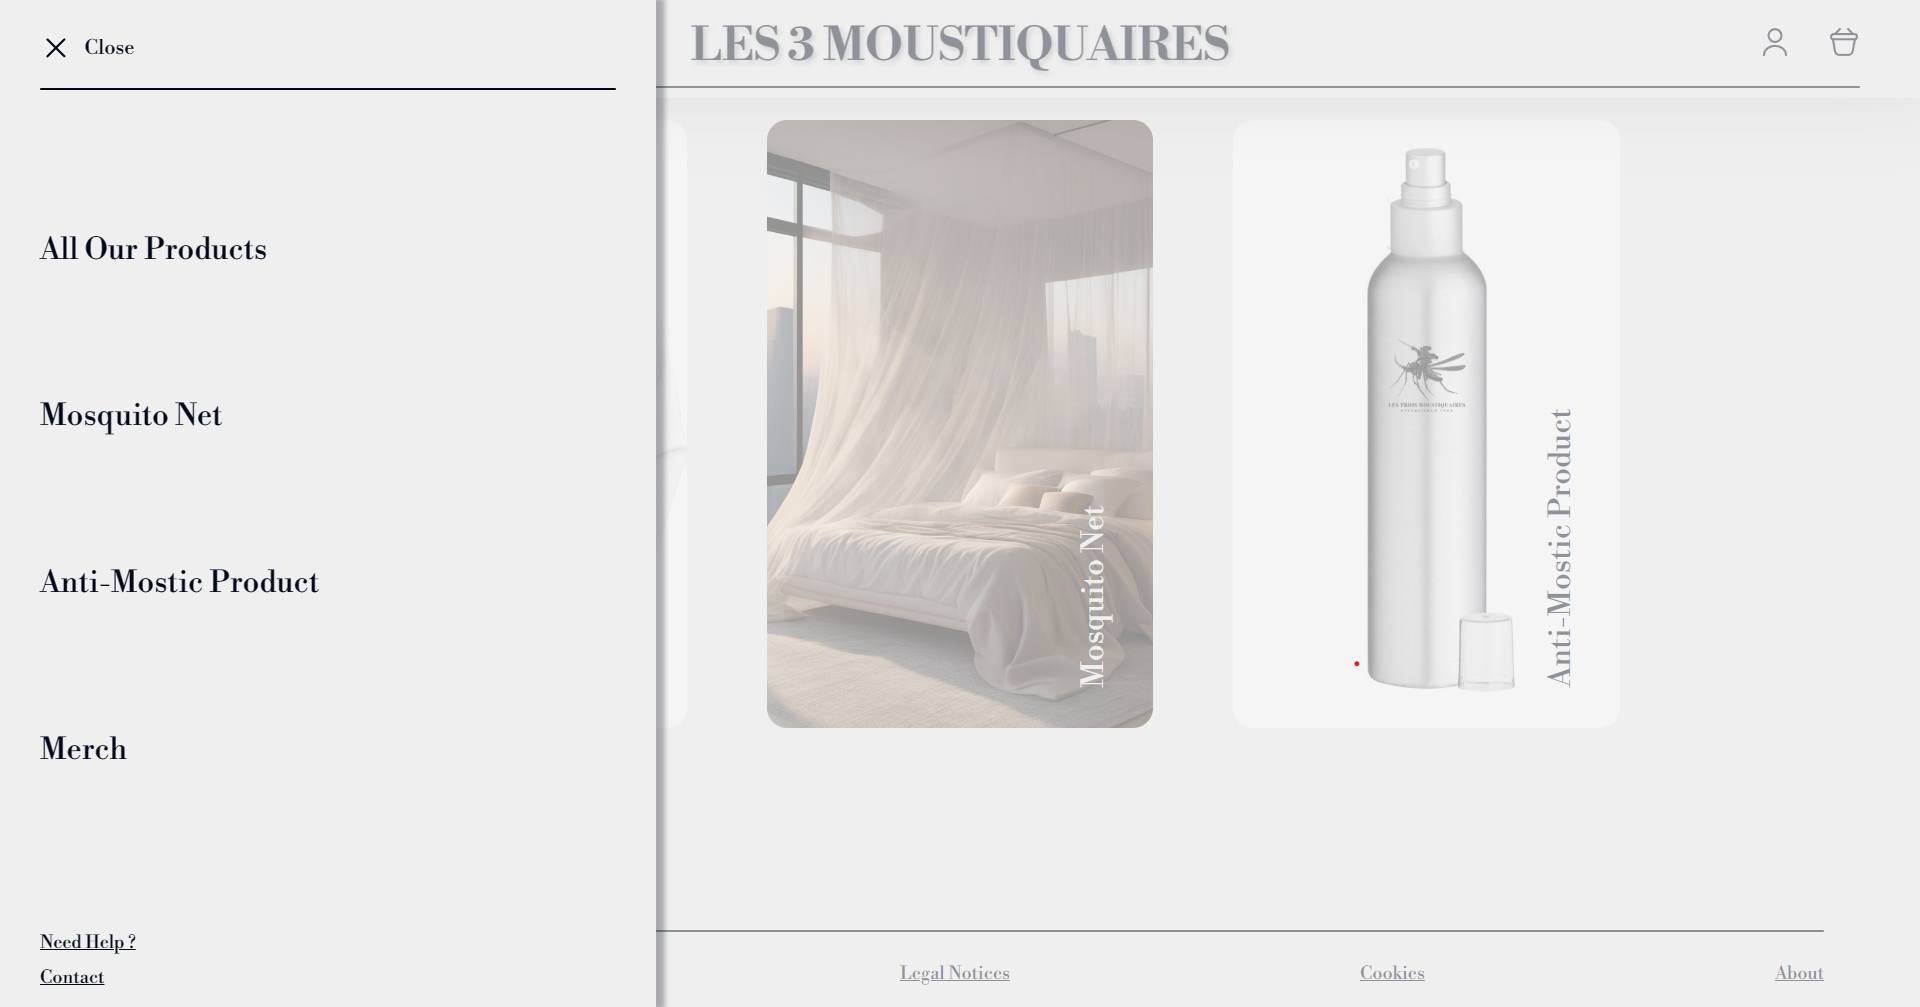 Close
LES 3 MOUSTIQUAIRES
All Our Products
Mosquito Net
Anti-Mostic Product
Merch
Need Help ?
Contact
Mosquito Net
LES TROIS MOUSTIQUAIRES
Anti-Mostic Product
Legal Notices
Cookies
About